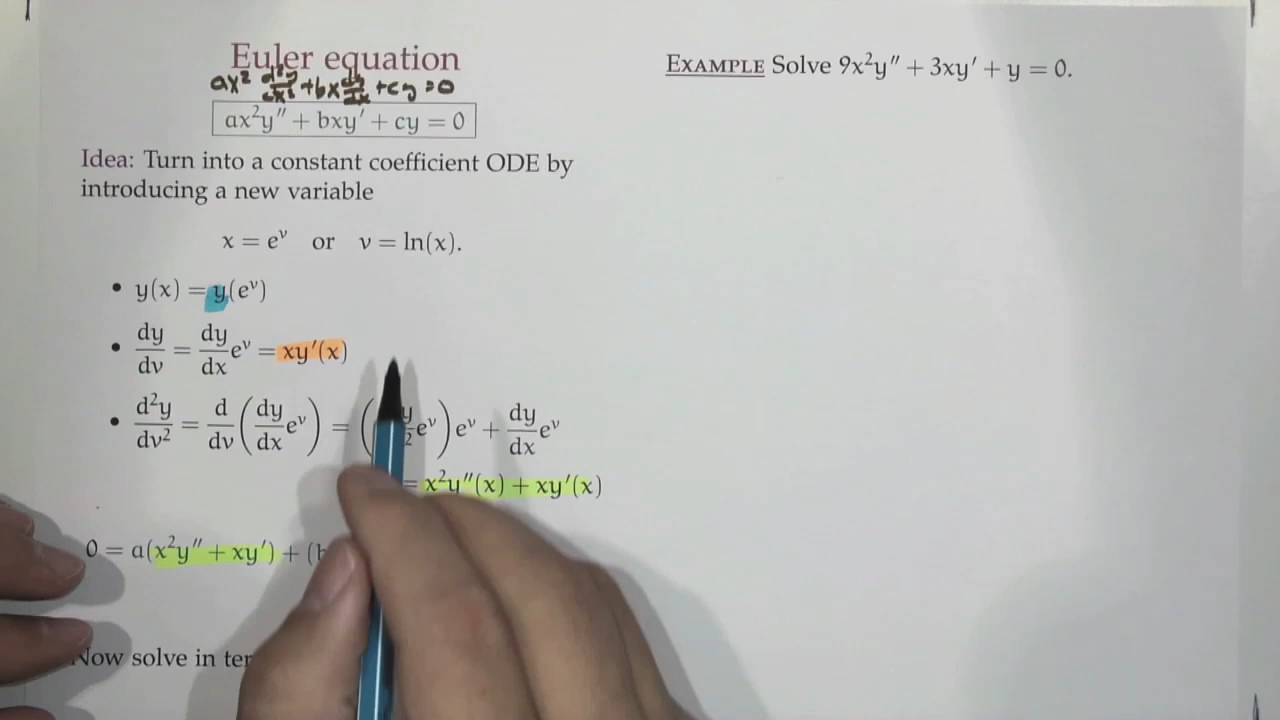 Euler equation
ax² d²y/dx² + bx dy/dx + cy = 0
ax²y″ + bxy′ + cy = 0
Idea: Turn into a constant coefficient ODE by
introducing a new variable
x = eᵛ or v = ln(x).
• y(x) = y(eᵛ)
• dy/dv = dy/dx eᵛ = xy′(x)
• d²y/dv² = d/dv (dy/dx eᵛ) = ( eᵛ) eᵛ + dy/dx eᵛ
= x²y″(x) + xy′(x)
0 = a(x²y″ + xy′) + (b
Now solve in ter
EXAMPLE Solve 9x²y″ + 3xy′ + y = 0.